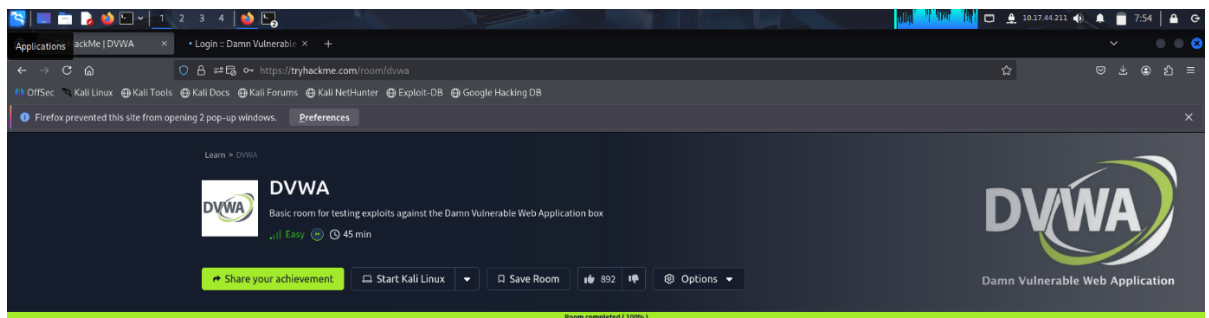 1 2 3 4
10.17.44.211 7:54
Applications ackMe | DVWA × • Login :: Damn Vulnerable × +
https://tryhackme.com/room/dvwa
OffSec Kali Linux Kali Tools Kali Docs Kali Forums Kali NetHunter Exploit-DB Google Hacking DB
Firefox prevented this site from opening 2 pop-up windows. Preferences
Learn > DVWA
DVWA
DVWA
Basic room for testing exploits against the Damn Vulnerable Web Application box
Easy 45 min
Share your achievement Start Kali Linux Save Room 892 Options
DVWA
Damn Vulnerable Web Application
Room completed ( 100% )